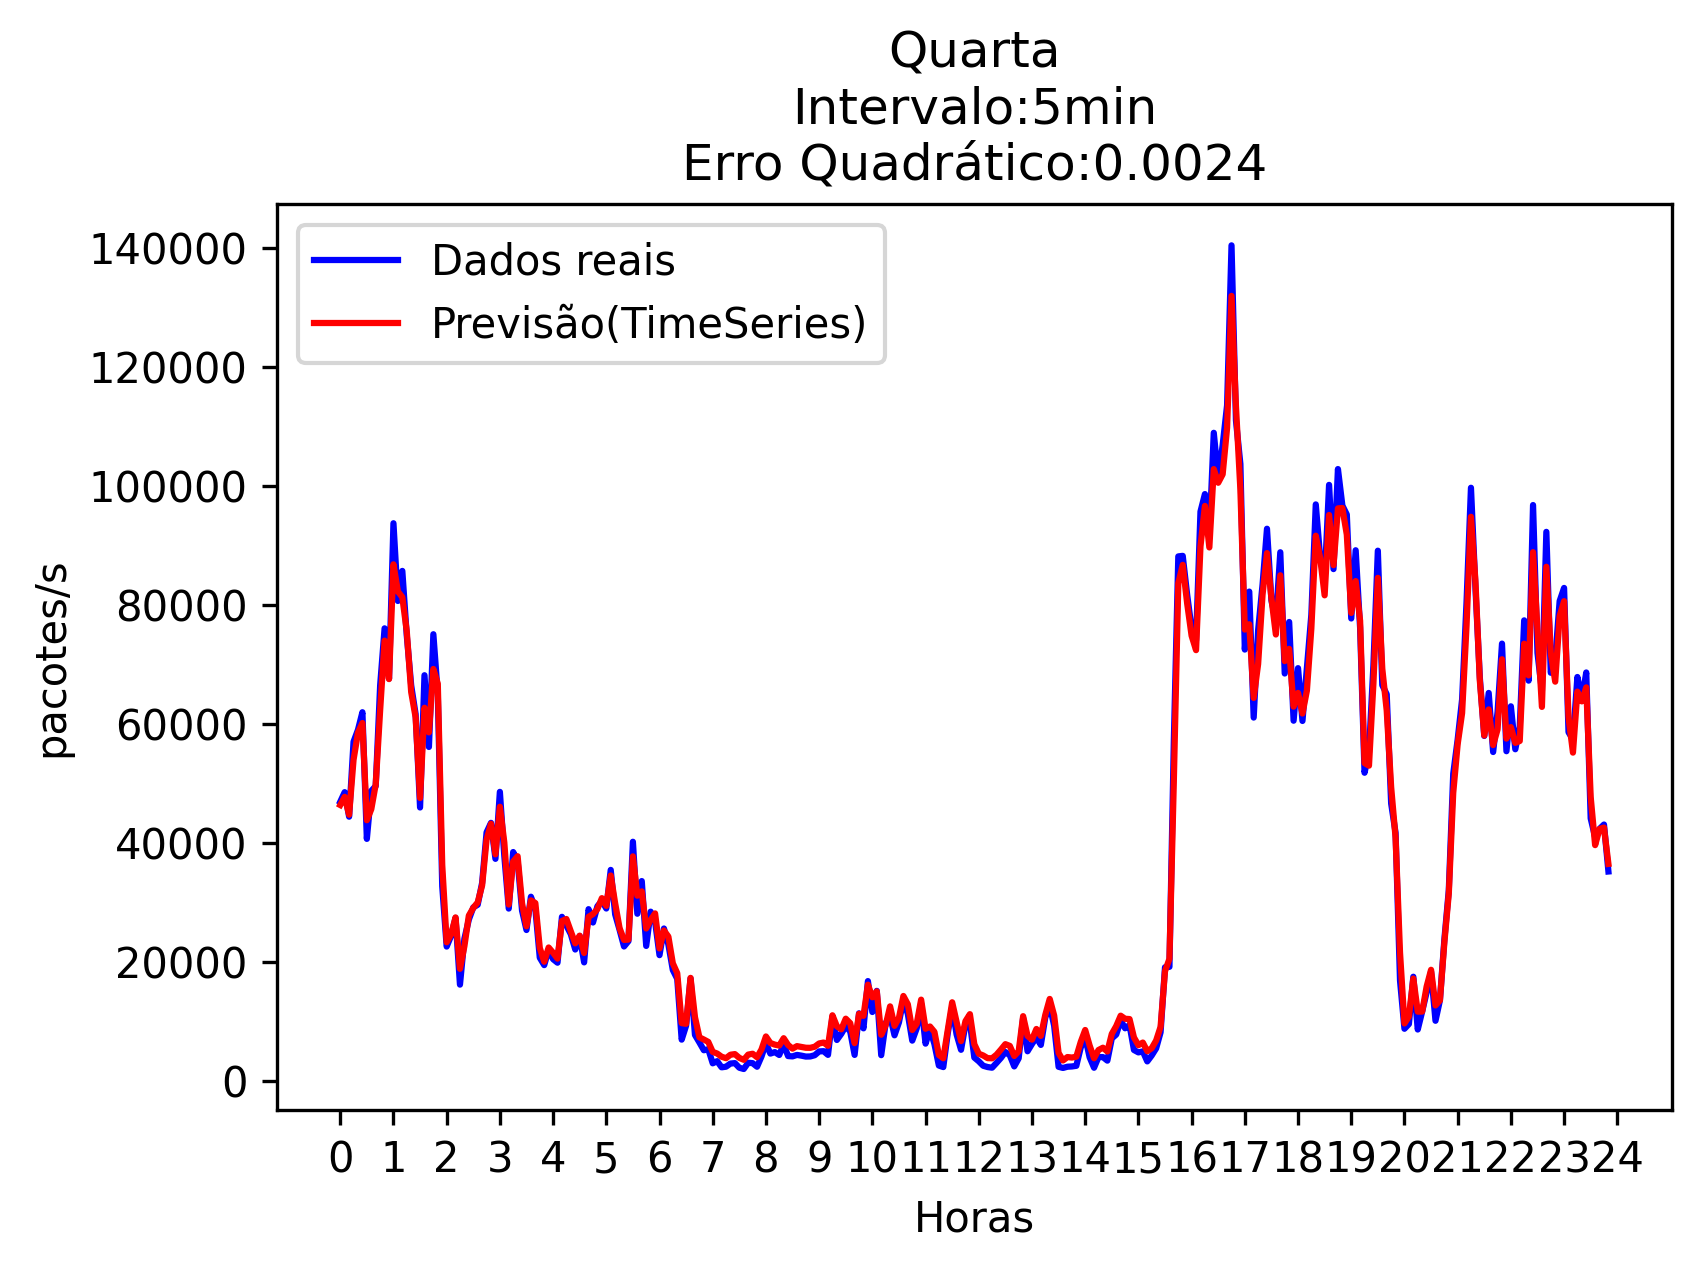 Quarta
Intervalo:5min
Erro Quadrático:0.0024
Dados reais
Previsão(TimeSeries)
140000
120000
100000
80000
60000
40000
20000
0
pacotes/s
0 1 2 3 4 5 6 7 8 9 10 11 12 13 14 15 16 17 18 19 20 21 22 23 24
Horas